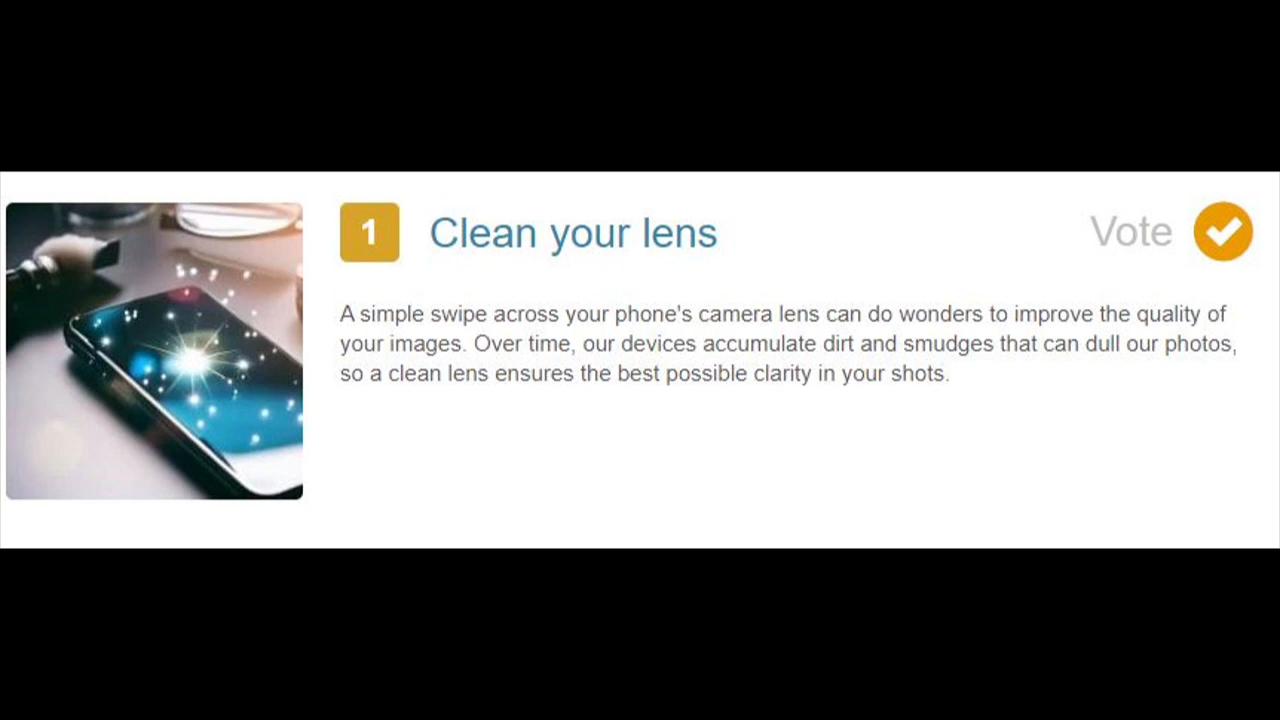 1 Clean your lens Vote
A simple swipe across your phone's camera lens can do wonders to improve the quality of
your images. Over time, our devices accumulate dirt and smudges that can dull our photos,
so a clean lens ensures the best possible clarity in your shots.